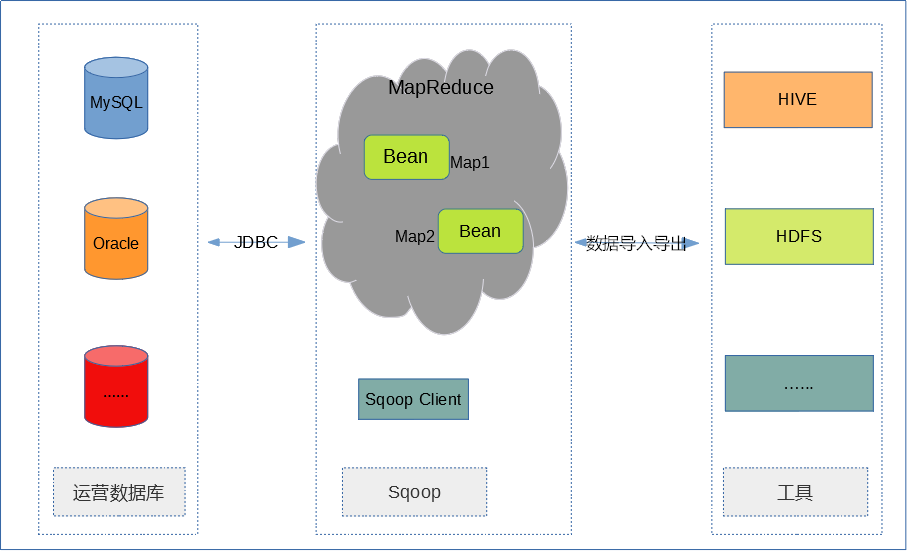 MySQL
Oracle
......
运营数据库
JDBC
MapReduce
Bean
Map1
Map2
Bean
Sqoop Client
Sqoop
数据导入导出
HIVE
HDFS
......
工具